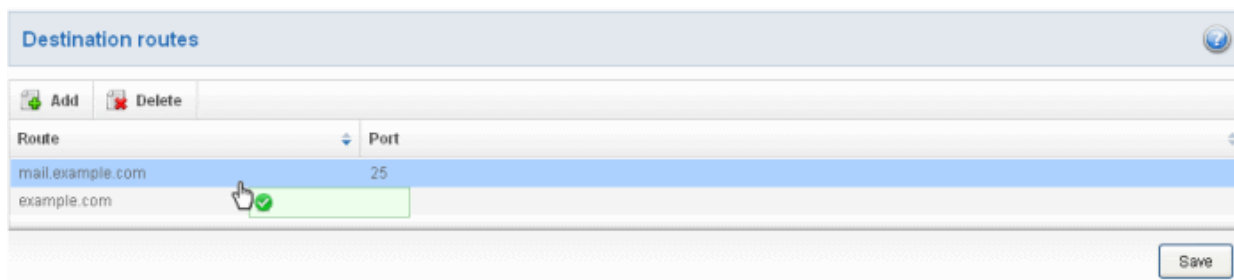 Destination routes
Add Delete
Route Port
mail.example.com 25
example.com
Save